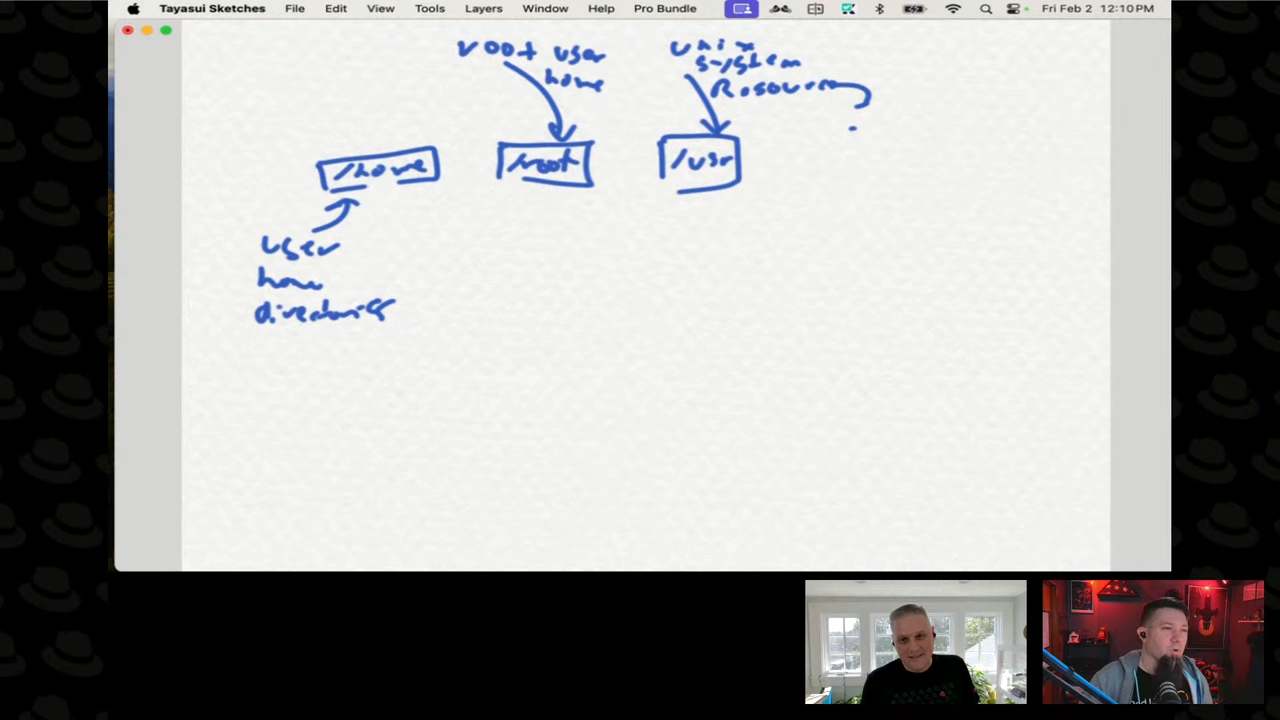 Tayasui Sketches File Edit View Tools Layers Window Help Pro Bundle Fri Feb 2 12:10 PM
root user
home
Unix
system
Resources?
/home
/root
/usr
user
home
directories